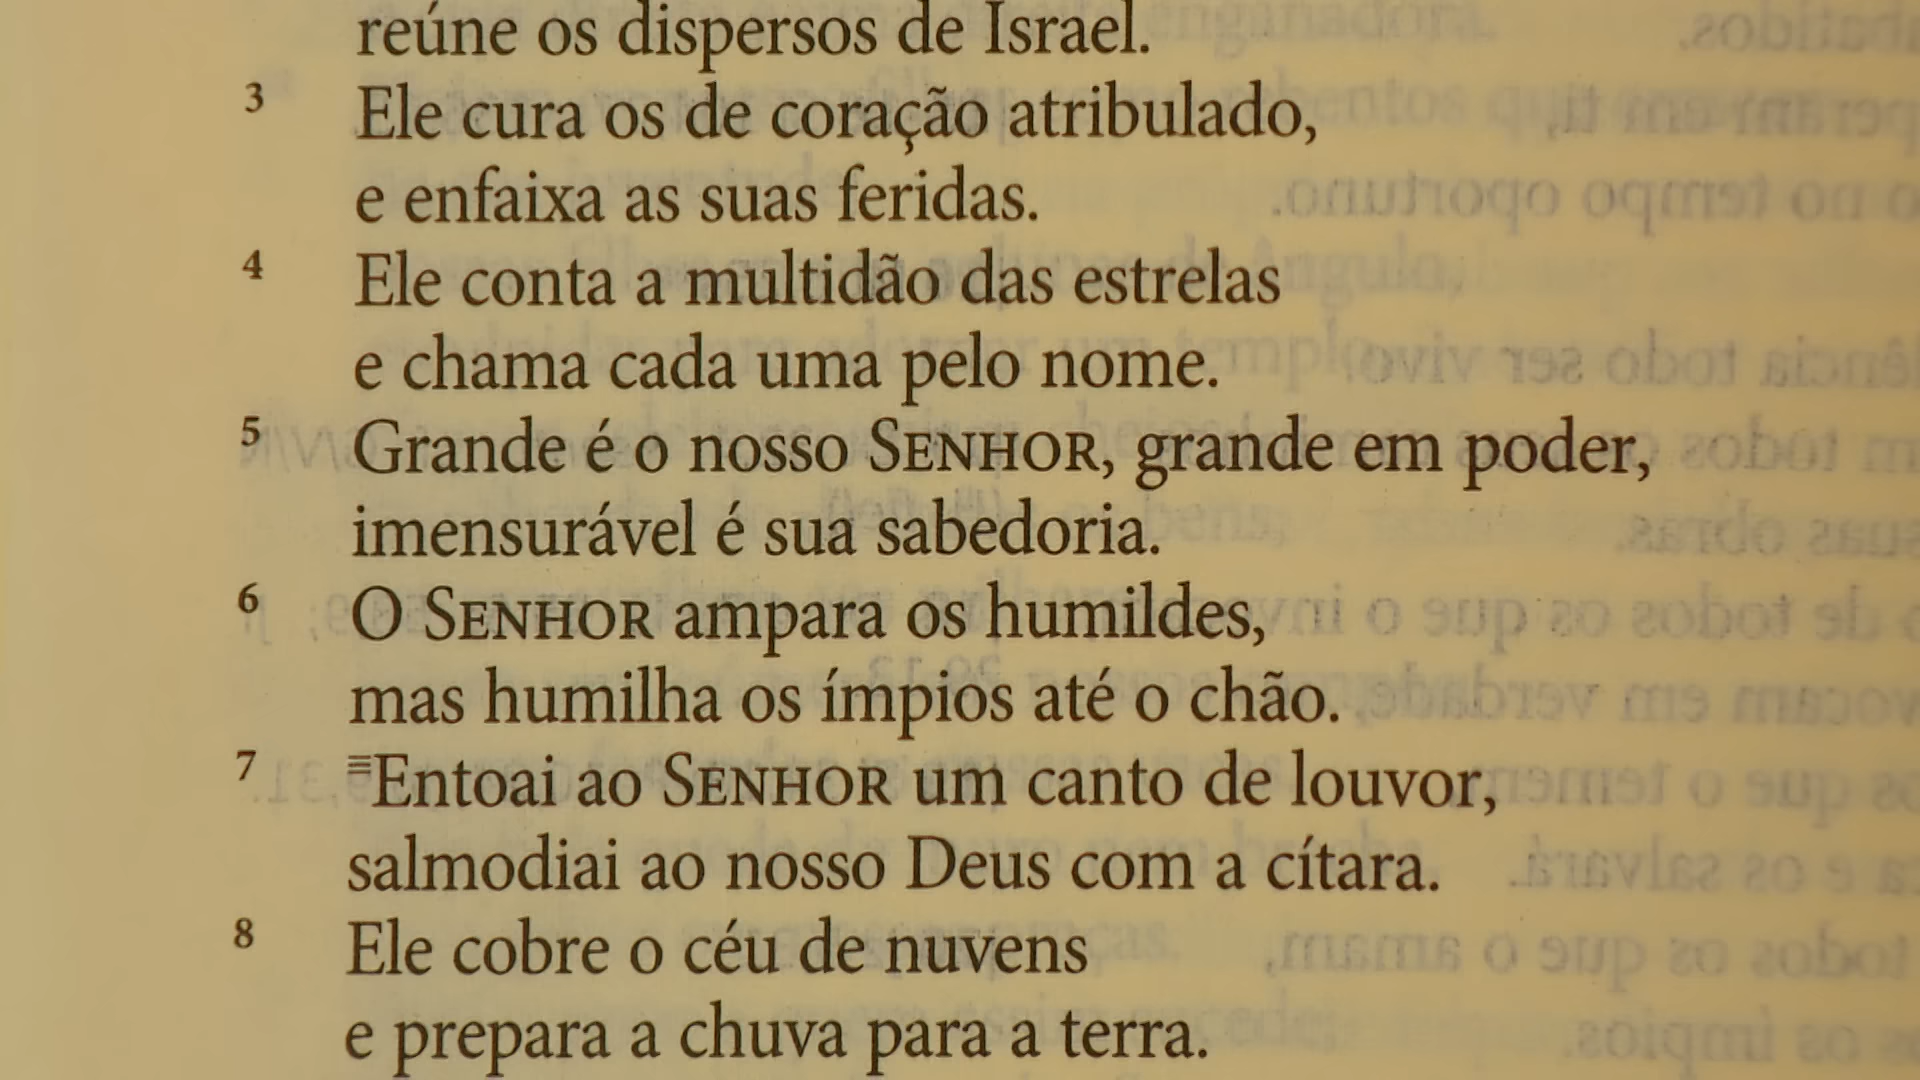 reúne os dispersos de Israel.
3 Ele cura os de coração atribulado,
e enfaixa as suas feridas.
4 Ele conta a multidão das estrelas
e chama cada uma pelo nome.
5 Grande é o nosso SENHOR, grande em poder,
imensurável é sua sabedoria.
6 O SENHOR ampara os humildes,
mas humilha os ímpios até o chão.
7 Entoai ao SENHOR um canto de louvor,
salmodiai ao nosso Deus com a cítara.
8 Ele cobre o céu de nuvens
e prepara a chuva para a terra.